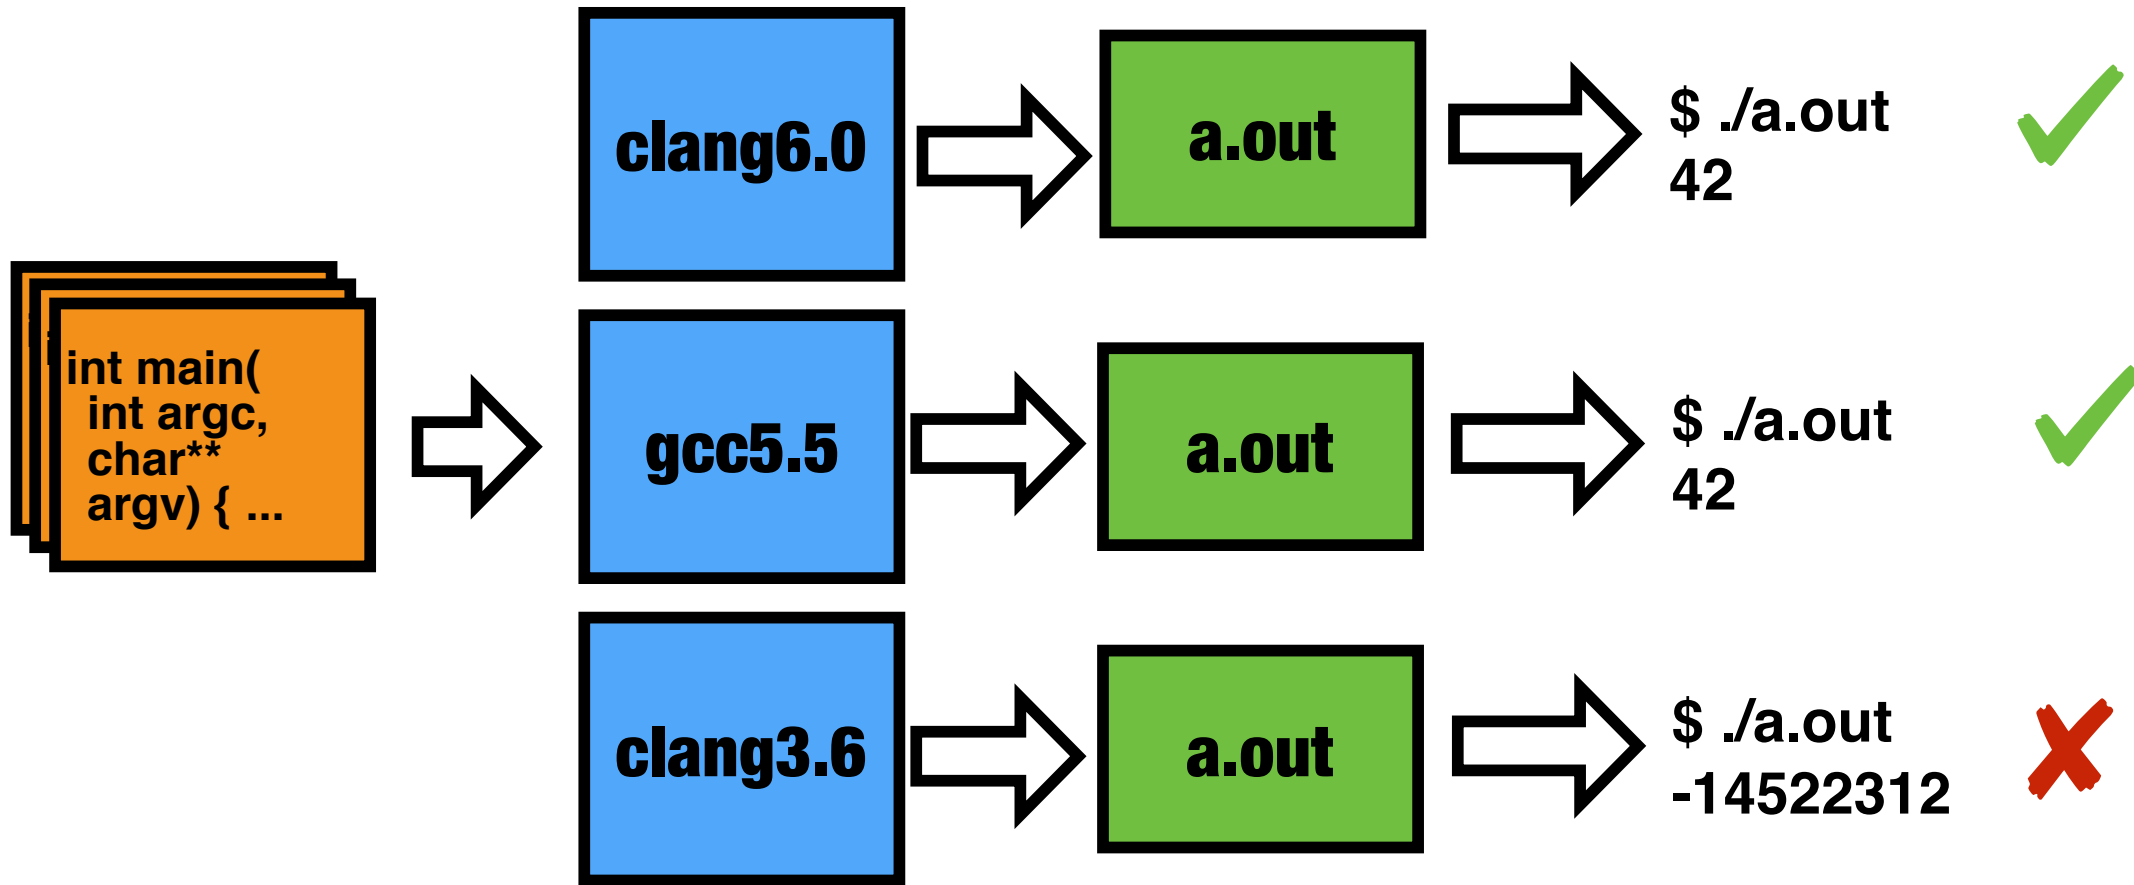 int main(
int argc,
char**
argv) { ...
clang6.0
a.out
$ ./a.out
42
gcc5.5
a.out
$ ./a.out
42
clang3.6
a.out
$ ./a.out
-14522312